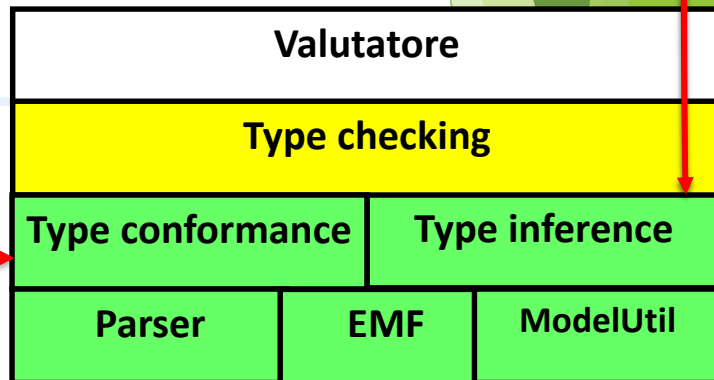 Valutatore
Type checking
Type conformance Type inference
Parser EMF ModelUtil